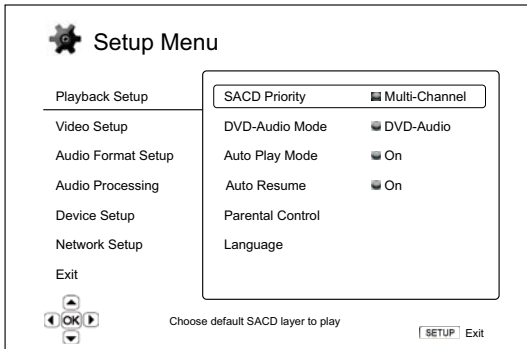 Setup Menu
Playback Setup
SACD Priority Multi-Channel
Video Setup
DVD-Audio Mode DVD-Audio
Audio Format Setup
Auto Play Mode On
Audio Processing
Auto Resume On
Device Setup
Parental Control
Network Setup
Language
Exit
OK
Choose default SACD layer to play
SETUP Exit